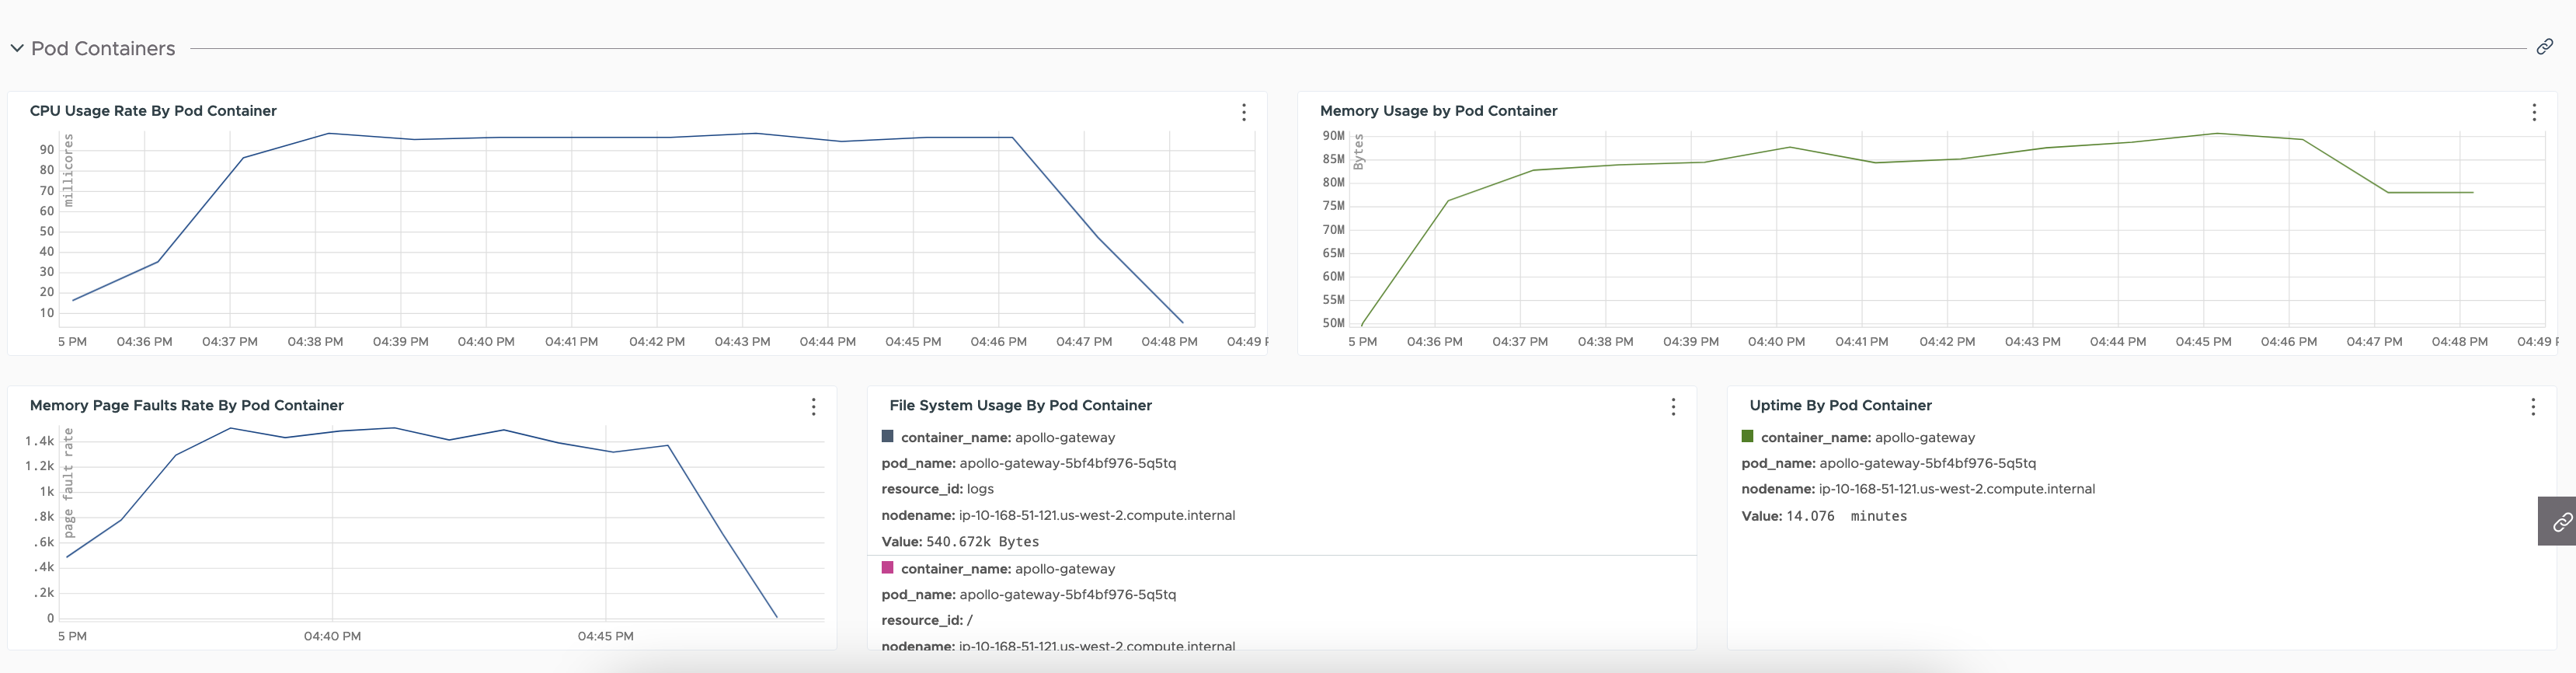 Pod Containers
CPU Usage Rate By Pod Container
millicores
90
80
70
60
50
40
30
20
10
5 PM 04:36 PM 04:37 PM 04:38 PM 04:39 PM 04:40 PM 04:41 PM 04:42 PM 04:43 PM 04:44 PM 04:45 PM 04:46 PM 04:47 PM 04:48 PM 04:49
Memory Usage by Pod Container
Bytes
90M
85M
80M
75M
70M
65M
60M
55M
50M
5 PM 04:36 PM 04:37 PM 04:38 PM 04:39 PM 04:40 PM 04:41 PM 04:42 PM 04:43 PM 04:44 PM 04:45 PM 04:46 PM 04:47 PM 04:48 PM 04:49
Memory Page Faults Rate By Pod Container
page fault rate
1.4k
1.2k
1k
.8k
.6k
.4k
.2k
0
5 PM 04:40 PM 04:45 PM
File System Usage By Pod Container
container_name: apollo-gateway
pod_name: apollo-gateway-5bf4bf976-5q5tq
resource_id: logs
nodename: ip-10-168-51-121.us-west-2.compute.internal
Value: 540.672k Bytes
container_name: apollo-gateway
pod_name: apollo-gateway-5bf4bf976-5q5tq
resource_id: /
nodename: ip-10-168-51-121.us-west-2.compute.internal
Uptime By Pod Container
container_name: apollo-gateway
pod_name: apollo-gateway-5bf4bf976-5q5tq
nodename: ip-10-168-51-121.us-west-2.compute.internal
Value: 14.076 minutes